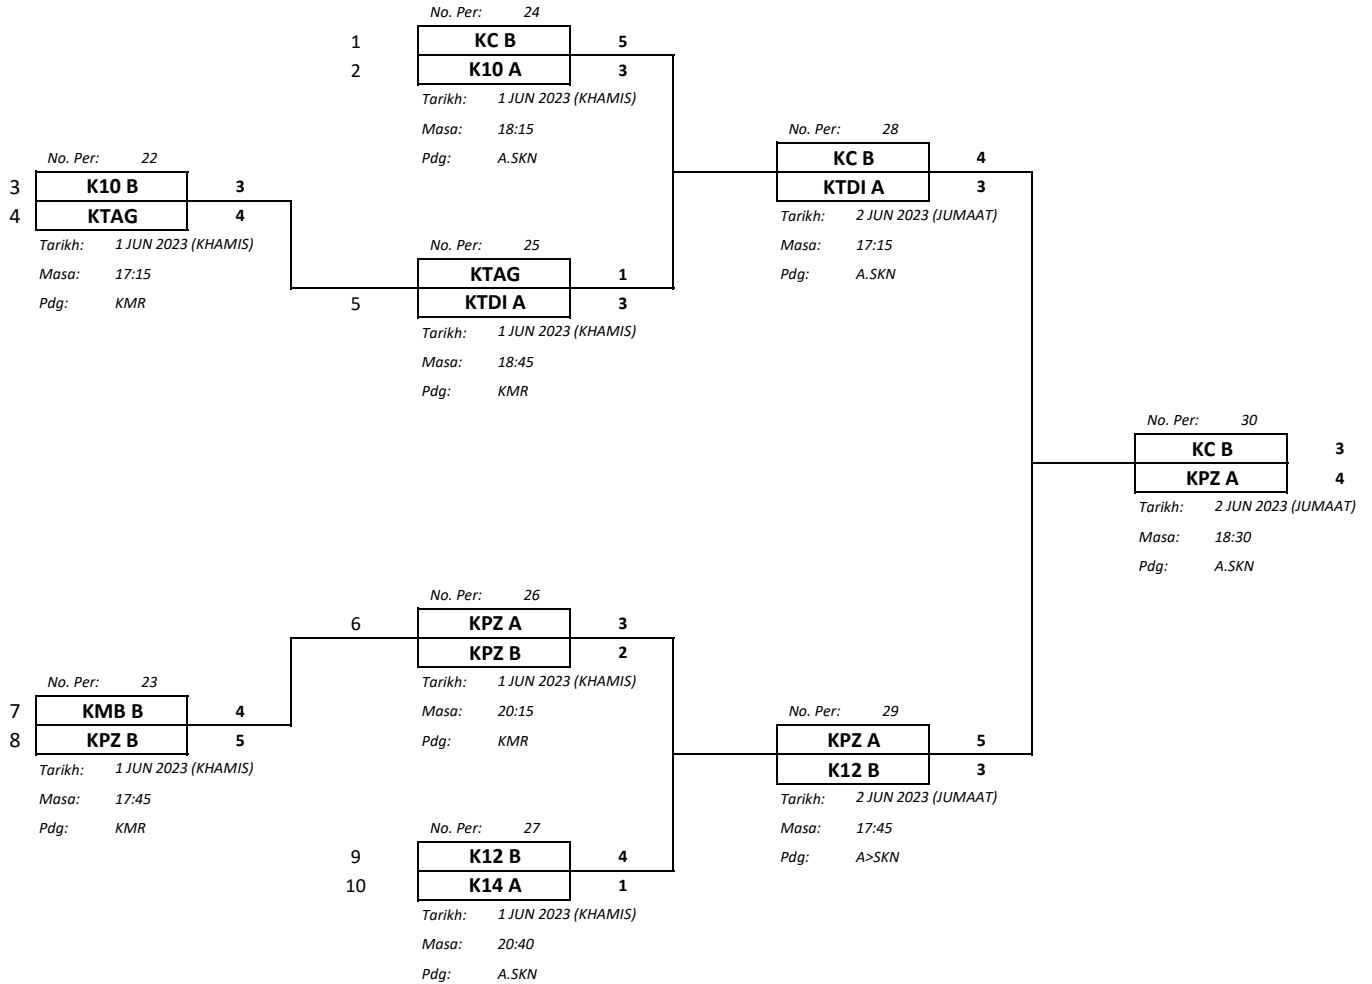 No. Per: 24
1 KC B 5
2 K10 A 3
Tarikh: 1 JUN 2023 (KHAMIS)
Masa: 18:15
Pdg: A.SKN
No. Per: 22
3 K10 B 3
4 KTAG 4
Tarikh: 1 JUN 2023 (KHAMIS)
Masa: 17:15
Pdg: KMR
No. Per: 25
KTAG 1
5 KTDI A 3
Tarikh: 1 JUN 2023 (KHAMIS)
Masa: 18:45
Pdg: KMR
No. Per: 28
KC B 4
KTDI A 3
Tarikh: 2 JUN 2023 (JUMAAT)
Masa: 17:15
Pdg: A.SKN
No. Per: 30
KC B 3
KPZ A 4
Tarikh: 2 JUN 2023 (JUMAAT)
Masa: 18:30
Pdg: A.SKN
No. Per: 26
6 KPZ A 3
KPZ B 2
Tarikh: 1 JUN 2023 (KHAMIS)
Masa: 20:15
Pdg: KMR
No. Per: 23
7 KMB B 4
8 KPZ B 5
Tarikh: 1 JUN 2023 (KHAMIS)
Masa: 17:45
Pdg: KMR
No. Per: 29
KPZ A 5
K12 B 3
Tarikh: 2 JUN 2023 (JUMAAT)
Masa: 17:45
Pdg: A>SKN
No. Per: 27
9 K12 B 4
10 K14 A 1
Tarikh: 1 JUN 2023 (KHAMIS)
Masa: 20:40
Pdg: A.SKN